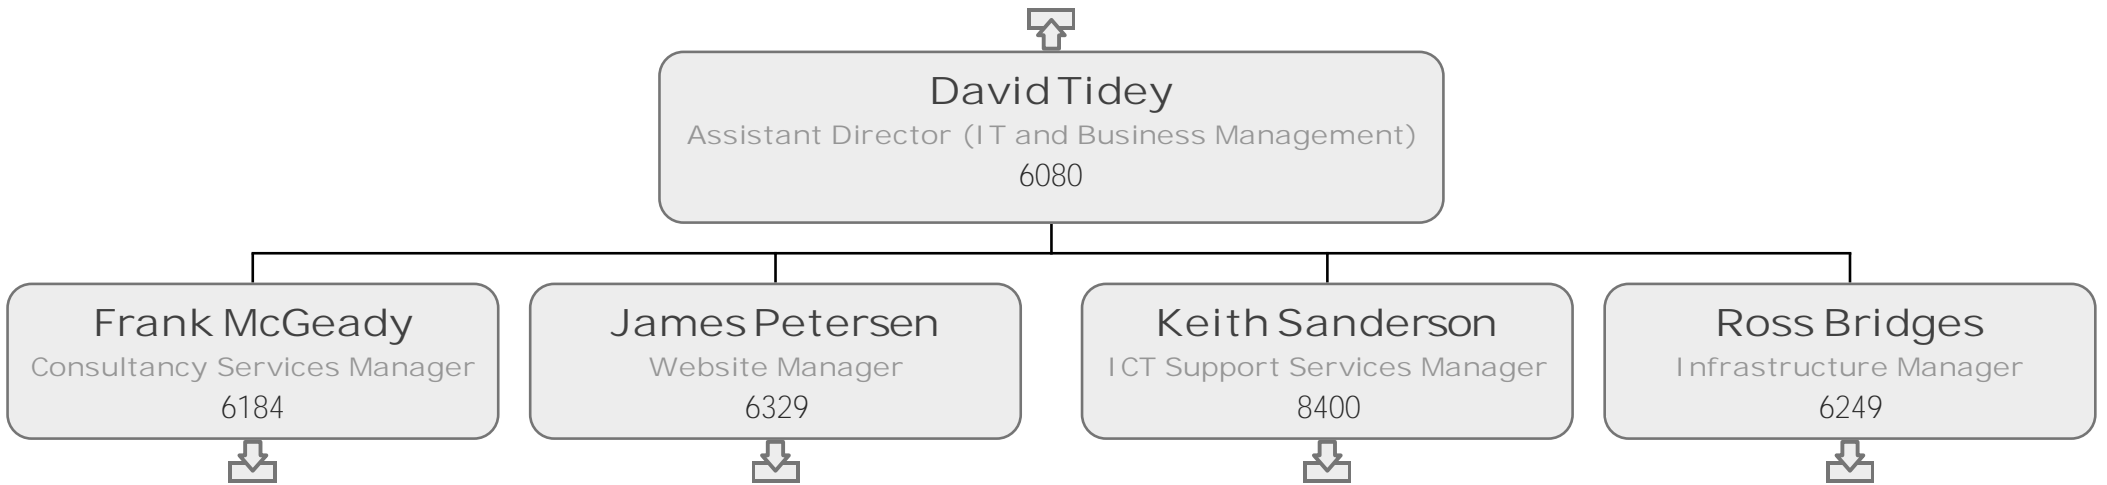 David Tidey
Assistant Director (IT and Business Management)
6080
Frank McGeady
Consultancy Services Manager
6184
James Petersen
Website Manager
6329
Keith Sanderson
ICT Support Services Manager
8400
Ross Bridges
Infrastructure Manager
6249